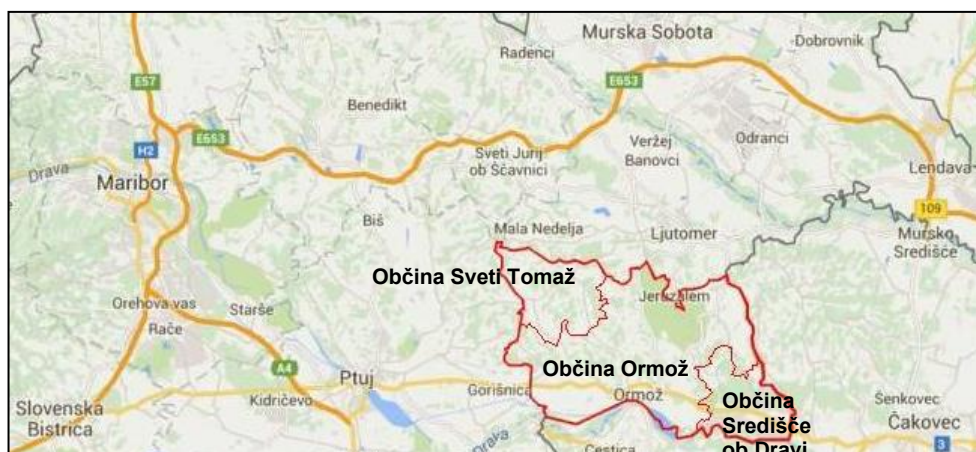 Murska Sobota
Dobrovnik
Radenci
E57
E653
Benedikt
E653
Odranci
Veržej
Banovci
H2
Sveti Jurij
ob Ščavnici
Lendava
Drava
Maribor
109
Biš
Mala Nedelja
Ljutomer
Mursko
Središče
Občina Sveti Tomaž
Jeruzalem
Orehova vas
Starše
Rače
Občina Ormož
A4
Ptuj
Gorišnica
Ormož
Kidričevo
Občina
Središče
ob Dravi
Šenkovec
Slovenska
Bistrica
Čakovec
Cestica
3